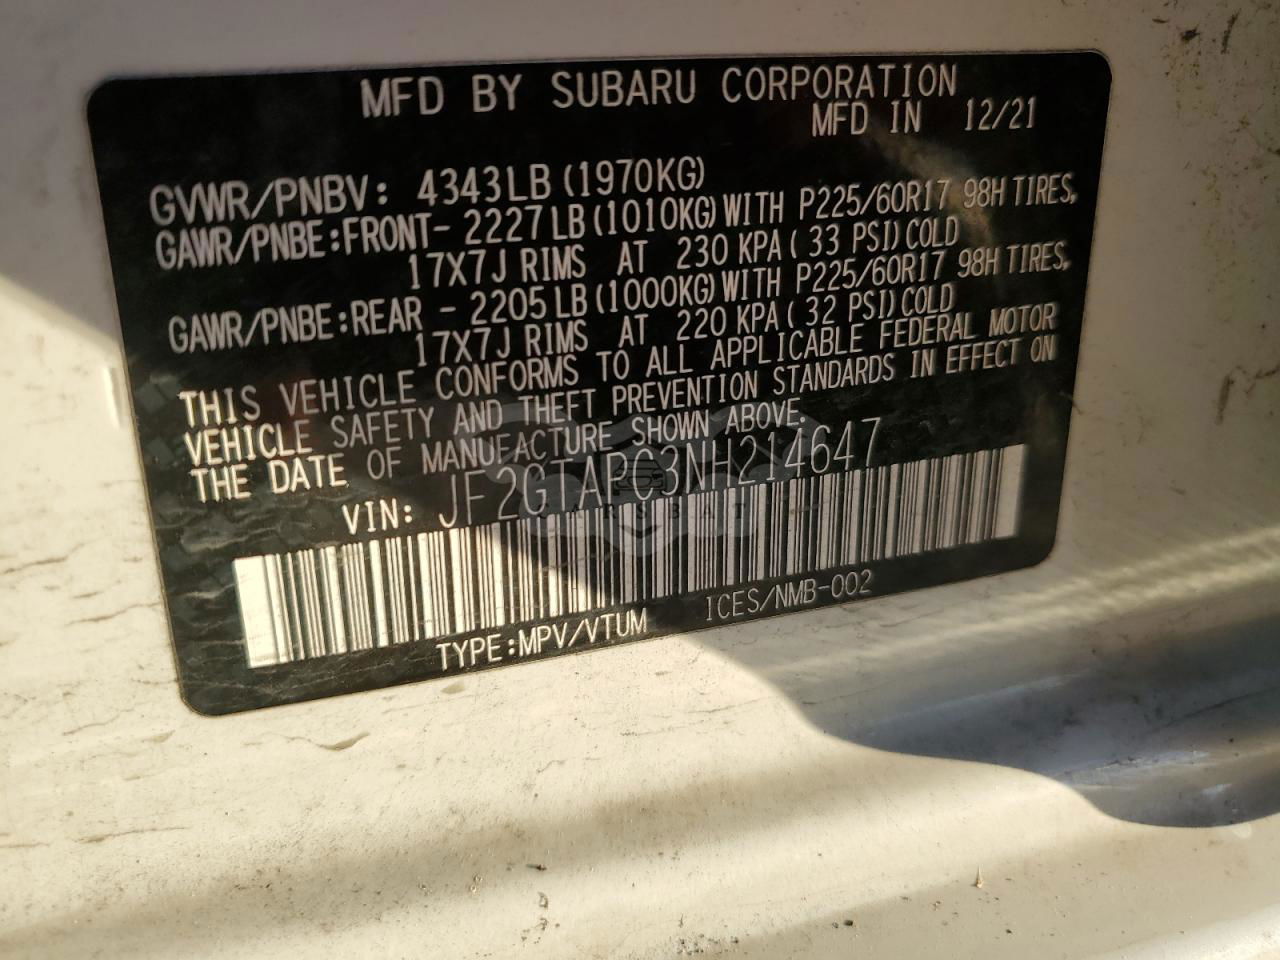 MFD BY SUBARU CORPORATION
MFD IN 12/21
GVWR/PNBV: 4343LB(1970KG)
GAWR/PNBE:FRONT- 2227LB(1010KG)WITH P225/60R17 98H TIRES,
17X7J RIMS AT 230 KPA( 33 PSI)COLD
GAWR/PNBE:REAR - 2205LB(1000KG)WITH P225/60R17 98H TIRES,
17X7J RIMS AT 220 KPA( 32 PSI)COLD
THIS VEHICLE CONFORMS TO ALL APPLICABLE FEDERAL MOTOR
VEHICLE SAFETY AND THEFT PREVENTION STANDARDS IN EFFECT ON
THE DATE OF MANUFACTURE SHOWN ABOVE.
VIN: JF2GTAPC3NH214647
CARSBAT
TYPE:MPV/VTUM ICES/NMB-002